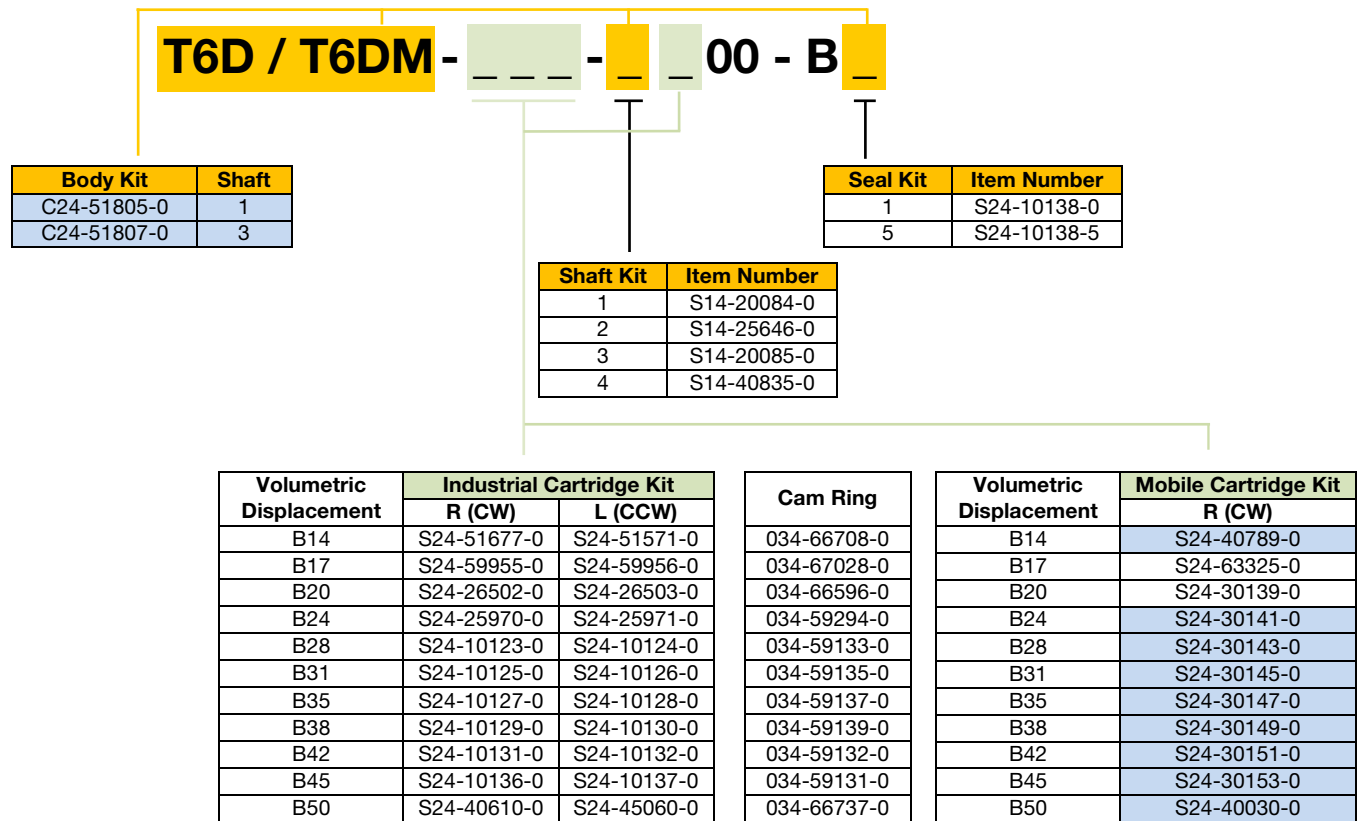 T6D / T6DM - _ _ _ - _ _ 00 - B _
Body Kit Shaft
C24-51805-0 1
C24-51807-0 3
Seal Kit Item Number
1 S24-10138-0
5 S24-10138-5
Shaft Kit Item Number
1 S14-20084-0
2 S14-25646-0
3 S14-20085-0
4 S14-40835-0
Volumetric Displacement Industrial Cartridge Kit
R (CW) L (CCW)
B14 S24-51677-0 S24-51571-0
B17 S24-59955-0 S24-59956-0
B20 S24-26502-0 S24-26503-0
B24 S24-25970-0 S24-25971-0
B28 S24-10123-0 S24-10124-0
B31 S24-10125-0 S24-10126-0
B35 S24-10127-0 S24-10128-0
B38 S24-10129-0 S24-10130-0
B42 S24-10131-0 S24-10132-0
B45 S24-10136-0 S24-10137-0
B50 S24-40610-0 S24-45060-0
Cam Ring
034-66708-0
034-67028-0
034-66596-0
034-59294-0
034-59133-0
034-59135-0
034-59137-0
034-59139-0
034-59132-0
034-59131-0
034-66737-0
Volumetric Displacement Mobile Cartridge Kit
R (CW)
B14 S24-40789-0
B17 S24-63325-0
B20 S24-30139-0
B24 S24-30141-0
B28 S24-30143-0
B31 S24-30145-0
B35 S24-30147-0
B38 S24-30149-0
B42 S24-30151-0
B45 S24-30153-0
B50 S24-40030-0